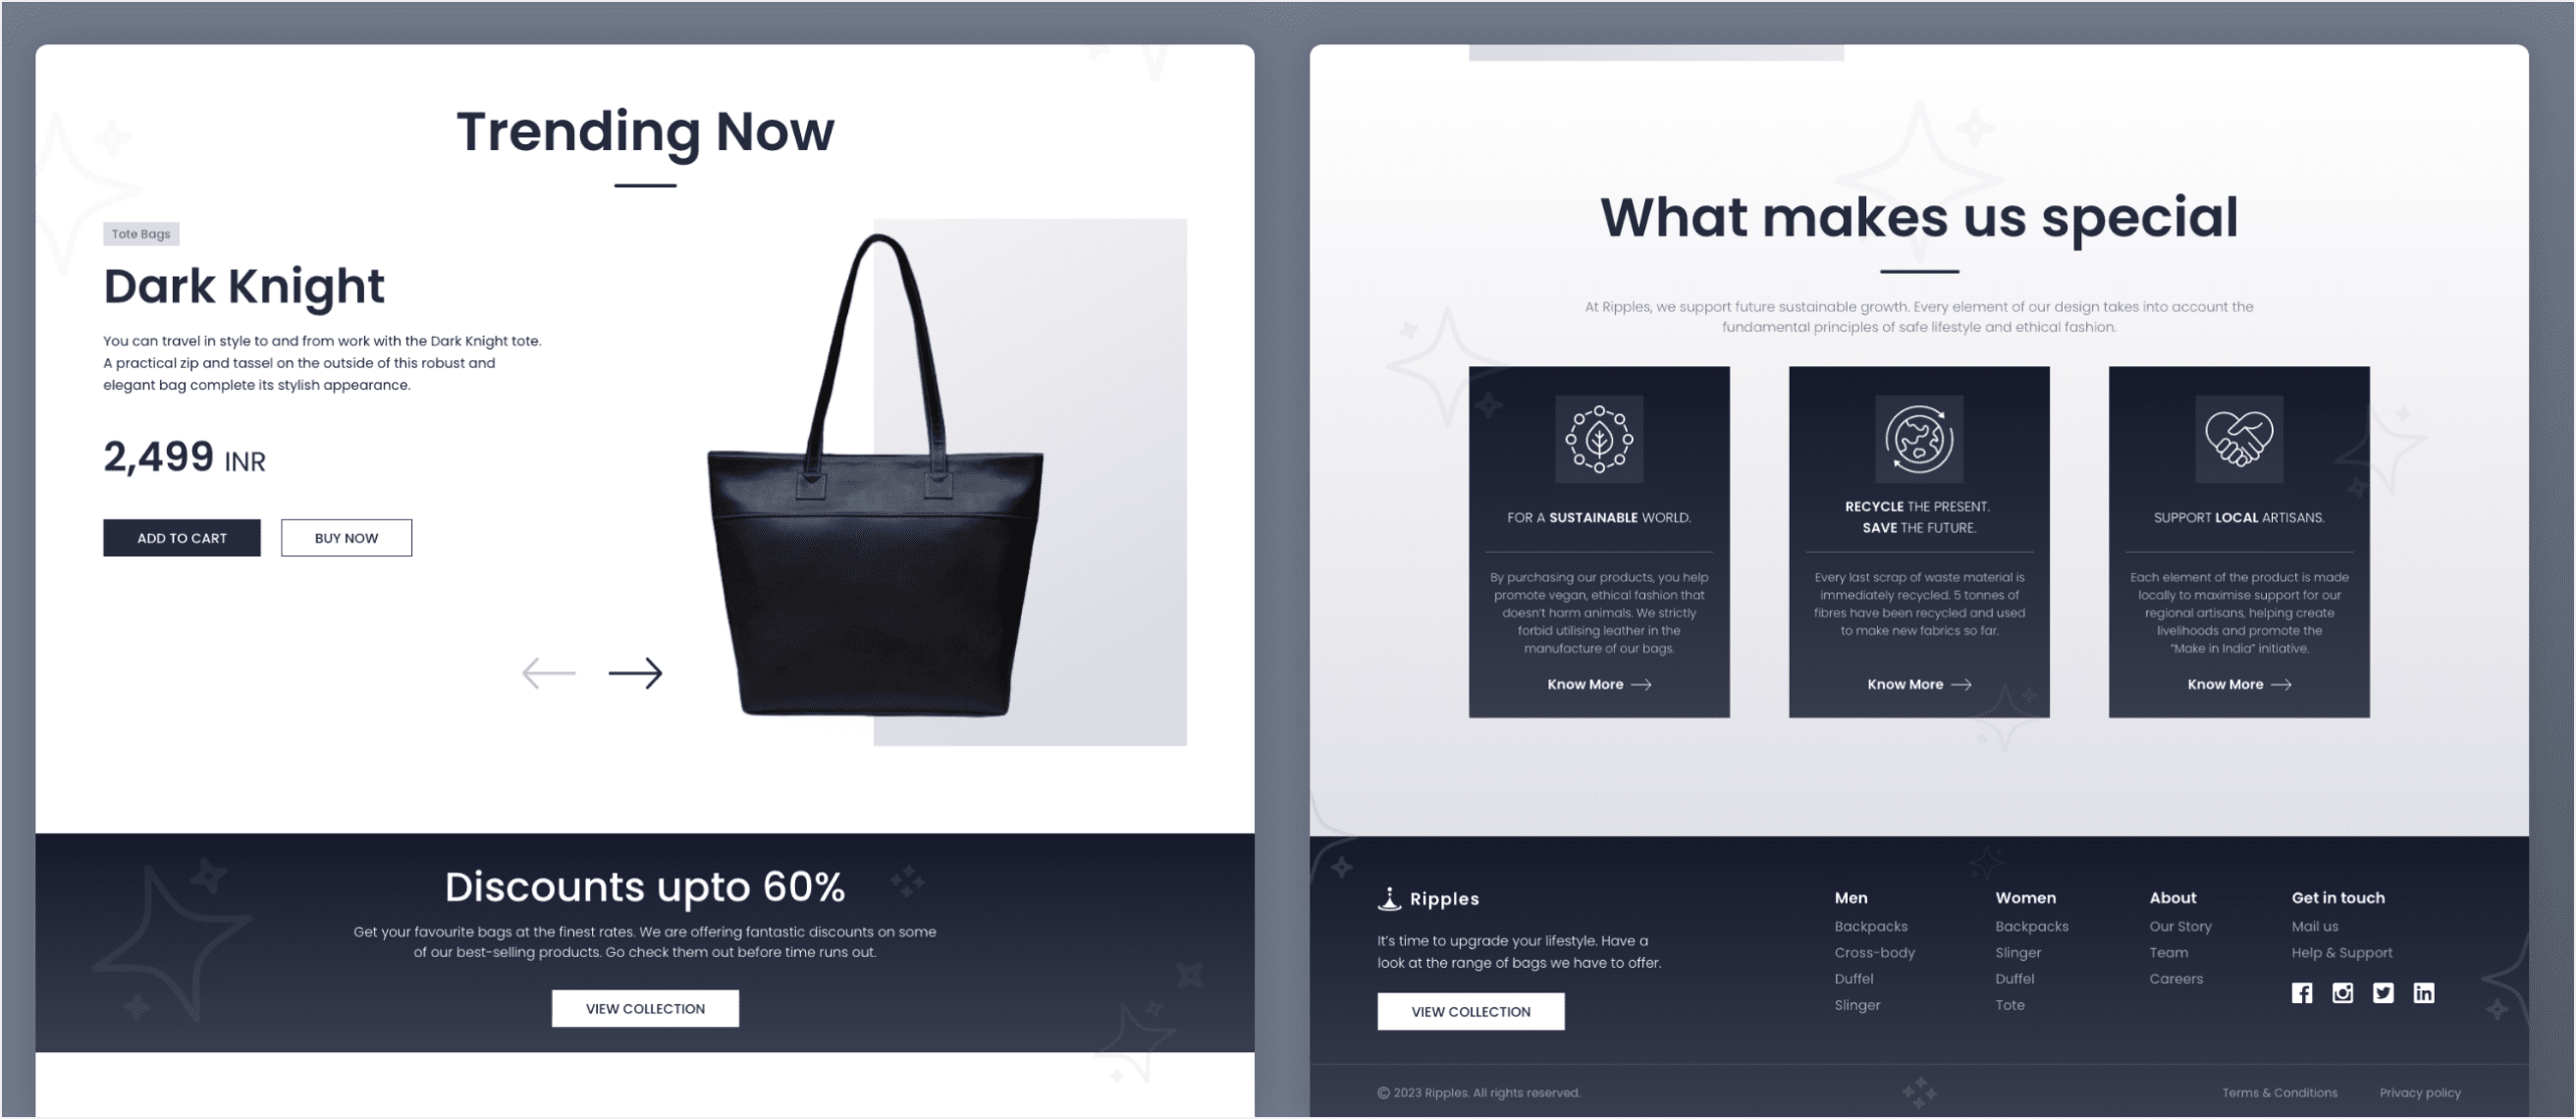 Trending Now
Tote Bags
Dark Knight
You can travel in style to and from work with the Dark Knight tote.
A practical zip and tassel on the outside of this robust and
elegant bag complete its stylish appearance.
2,499 INR
ADD TO CART
BUY NOW
Discounts upto 60%
Get your favourite bags at the finest rates. We are offering fantastic discounts on some
of our best-selling products. Go check them out before time runs out.
VIEW COLLECTION
What makes us special
At Ripples, we support future sustainable growth. Every element of our design takes into account the
fundamental principles of safe lifestyle and ethical fashion.
FOR A SUSTAINABLE WORLD.
By purchasing our products, you help
promote vegan, ethical fashion that
doesn't harm animals. We strictly
forbid utilising leather in the
manufacture of our bags.
Know More
RECYCLE THE PRESENT.
SAVE THE FUTURE.
Every last scrap of waste material is
immediately recycled. 5 tonnes of
fibres have been recycled and used
to make new fabrics so far.
Know More
SUPPORT LOCAL ARTISANS.
Each element of the product is made
locally to maximise support for our
regional artisans, helping create
livelihoods and promote the
“Make in India” initiative.
Know More
Ripples
It's time to upgrade your lifestyle. Have a
look at the range of bags we have to offer.
VIEW COLLECTION
Men
Backpacks
Cross-body
Duffel
Slinger
Women
Backpacks
Slinger
Duffel
Tote
About
Our Story
Team
Careers
Get in touch
Mail us
Help & Support
© 2023 Ripples. All rights reserved.
Terms & Conditions
Privacy policy